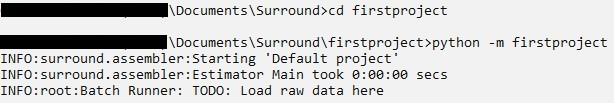 \Documents\Surround>cd firstproject
\Documents\Surround\firstproject>python -m firstproject
INFO:surround.assembler:Starting 'Default project'
INFO:surround.assembler:Estimator Main took 0:00:00 secs
INFO:root:Batch Runner: TODO: Load raw data here